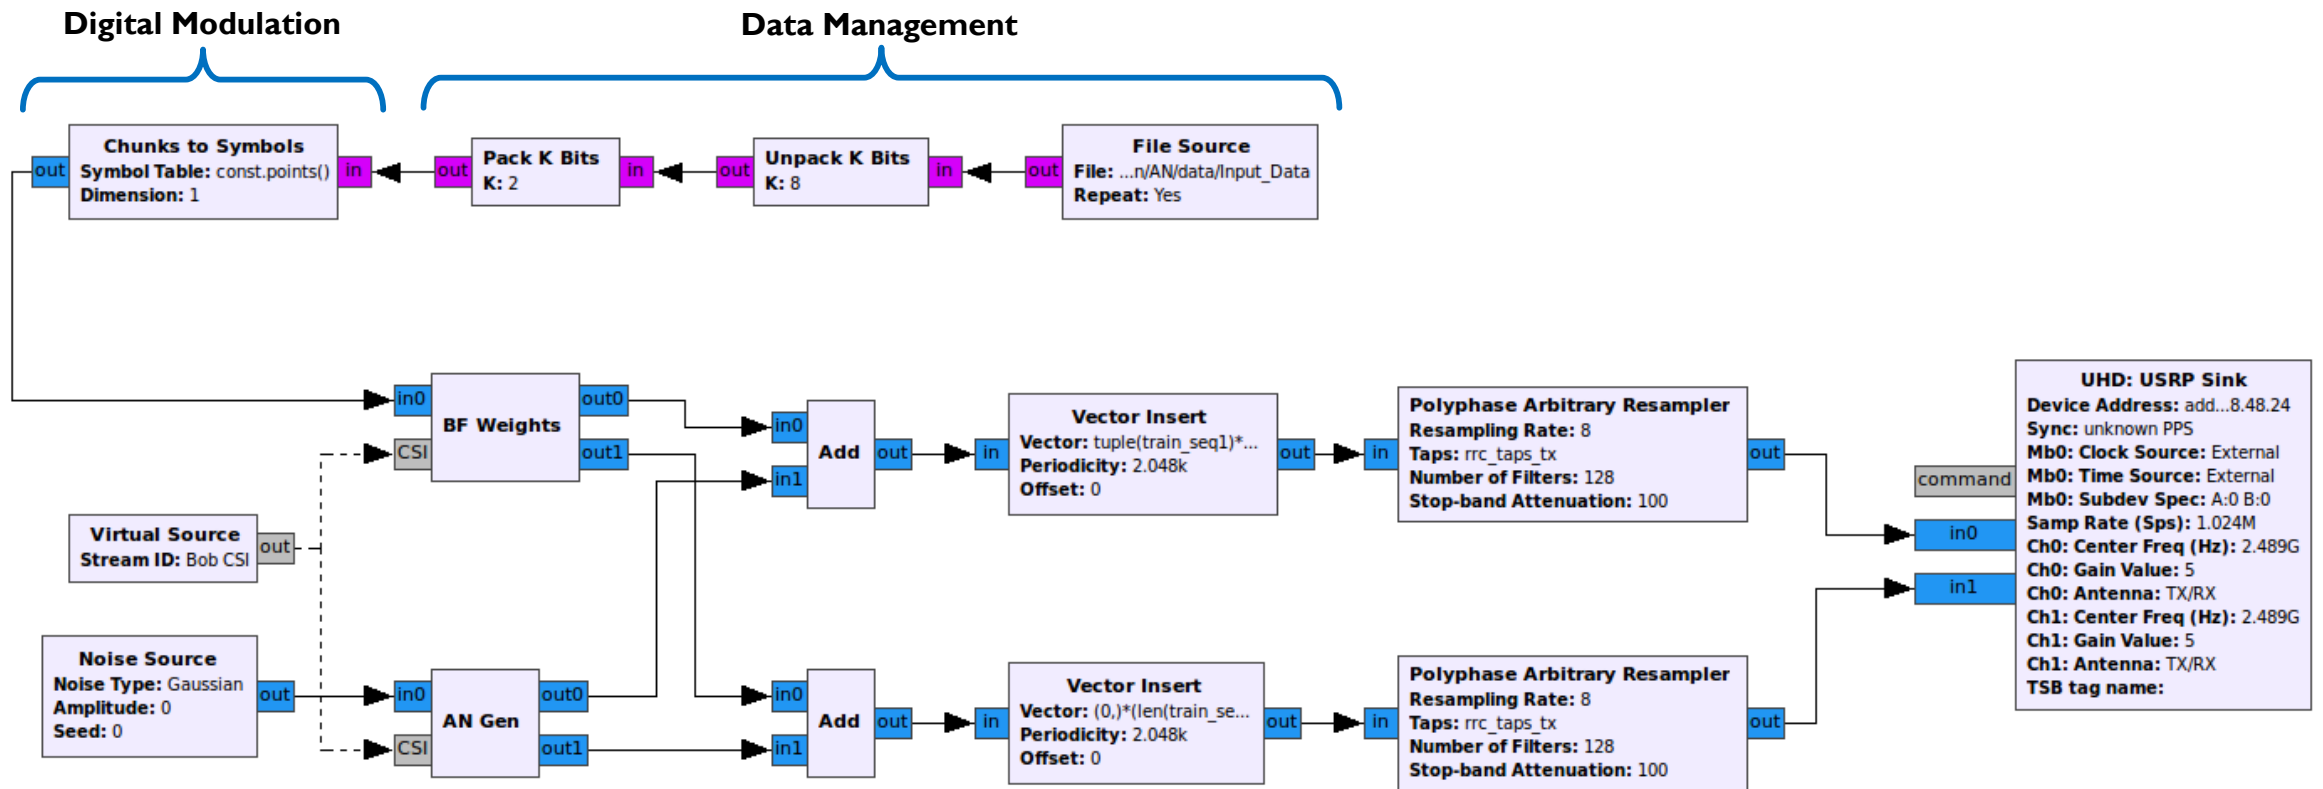 Digital Modulation
Data Management
out
Chunks to Symbols
Symbol Table: const.points()
Dimension: 1
in
out
Pack K Bits
K: 2
in
out
Unpack K Bits
K: 8
in
out
File Source
File: ...n/AN/data/Input_Data
Repeat: Yes
in0
CSI
BF Weights
out0
out1
in0
in1
Add
out
in
Vector Insert
Vector: tuple(train_seq1)*...
Periodicity: 2.048k
Offset: 0
out
in
Polyphase Arbitrary Resampler
Resampling Rate: 8
Taps: rrc_taps_tx
Number of Filters: 128
Stop-band Attenuation: 100
out
command
in0
in1
UHD: USRP Sink
Device Address: add...8.48.24
Sync: unknown PPS
Mb0: Clock Source: External
Mb0: Time Source: External
Mb0: Subdev Spec: A:0 B:0
Samp Rate (Sps): 1.024M
Ch0: Center Freq (Hz): 2.489G
Ch0: Gain Value: 5
Ch0: Antenna: TX/RX
Ch1: Center Freq (Hz): 2.489G
Ch1: Gain Value: 5
Ch1: Antenna: TX/RX
TSB tag name:
Virtual Source
Stream ID: Bob CSI
out
Noise Source
Noise Type: Gaussian
Amplitude: 0
Seed: 0
out
in0
CSI
AN Gen
out0
out1
in0
in1
Add
out
in
Vector Insert
Vector: (0,)*(len(train_se...
Periodicity: 2.048k
Offset: 0
out
in
Polyphase Arbitrary Resampler
Resampling Rate: 8
Taps: rrc_taps_tx
Number of Filters: 128
Stop-band Attenuation: 100
out